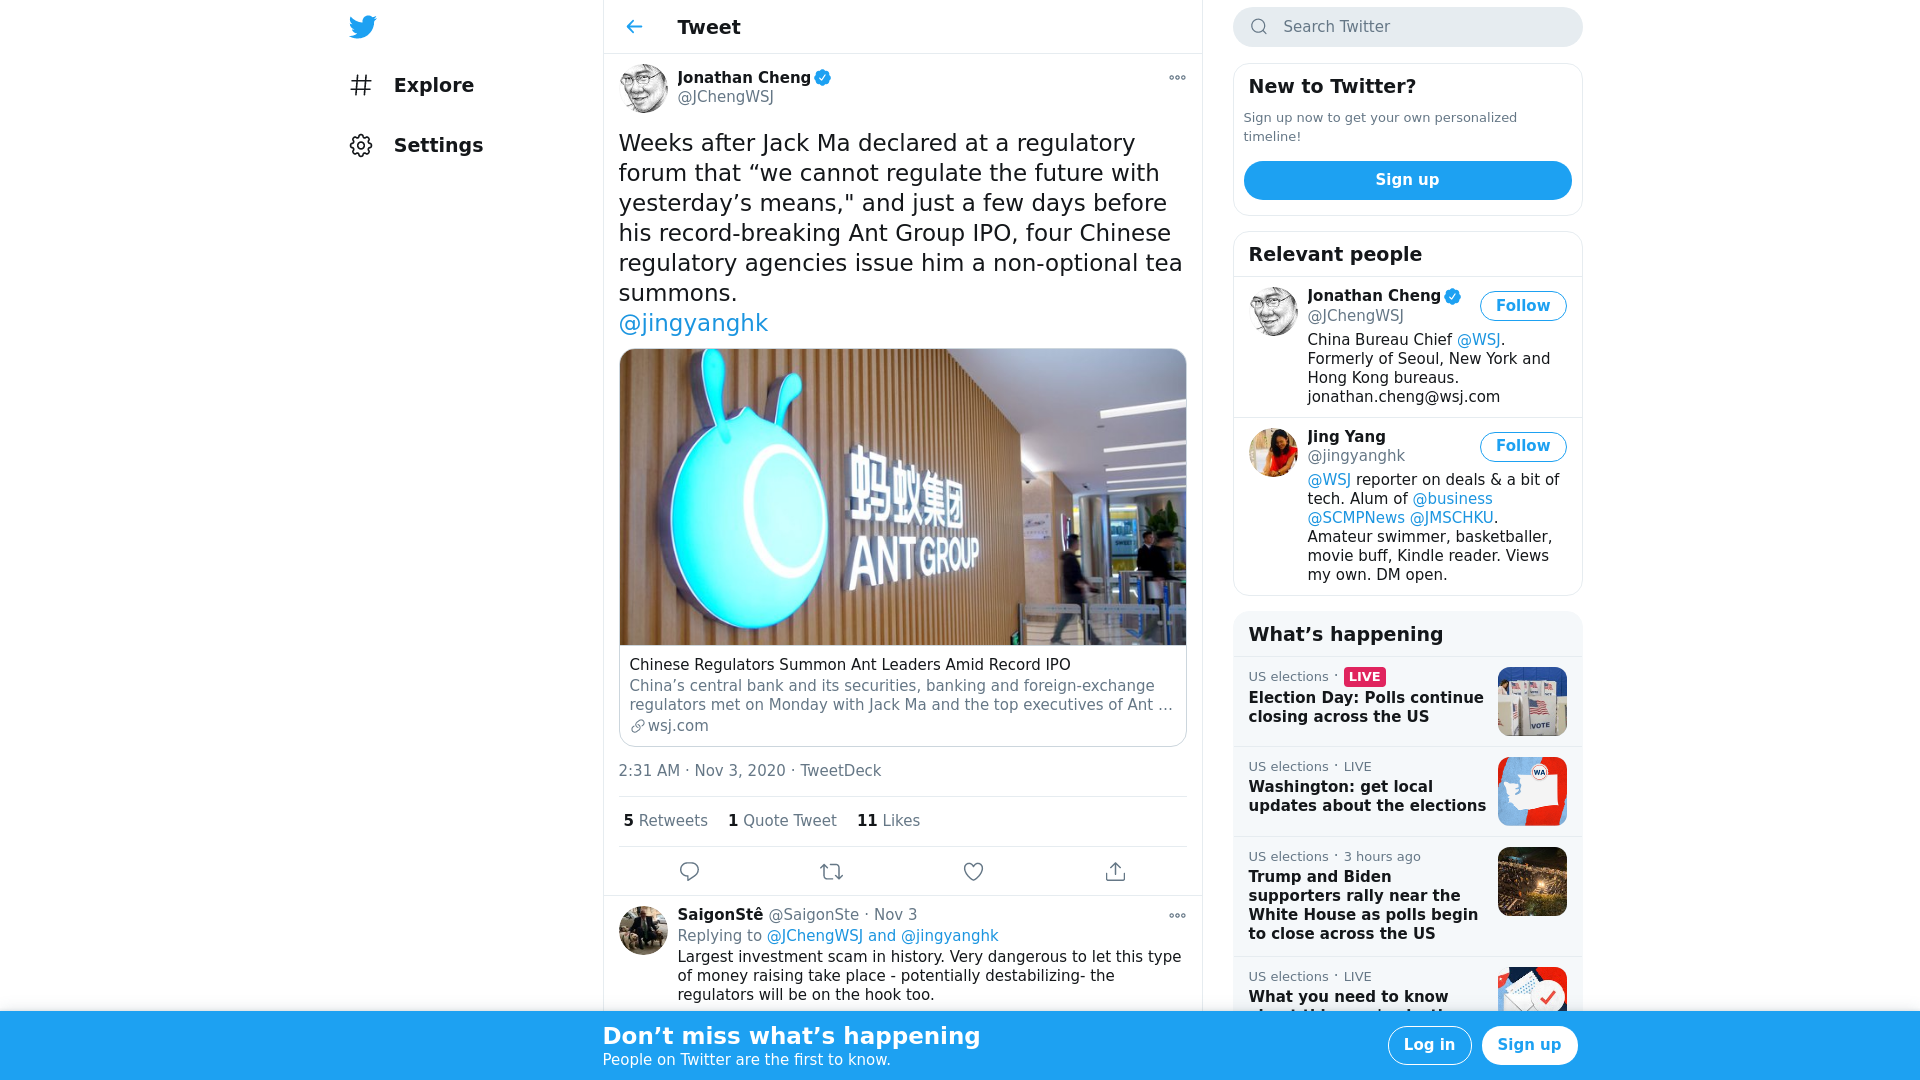 Explore
Settings
Tweet
Jonathan Cheng
@JChengWSJ
Weeks after Jack Ma declared at a regulatory
forum that “we cannot regulate the future with
yesterday’s means," and just a few days before
his record-breaking Ant Group IPO, four Chinese
regulatory agencies issue him a non-optional tea
summons.
@jingyanghk
蚂蚁集团
ANT GROUP
Chinese Regulators Summon Ant Leaders Amid Record IPO
China’s central bank and its securities, banking and foreign-exchange
regulators met on Monday with Jack Ma and the top executives of Ant …
wsj.com
2:31 AM · Nov 3, 2020 · TweetDeck
5 Retweets 1 Quote Tweet 11 Likes
SaigonStê @SaigonSte · Nov 3
Replying to @JChengWSJ and @jingyanghk
Largest investment scam in history. Very dangerous to let this type
of money raising take place - potentially destabilizing- the
regulators will be on the hook too.
Search Twitter
New to Twitter?
Sign up now to get your own personalized
timeline!
Sign up
Relevant people
Jonathan Cheng
@JChengWSJ
Follow
China Bureau Chief @WSJ.
Formerly of Seoul, New York and
Hong Kong bureaus.
jonathan.cheng@wsj.com
Jing Yang
@jingyanghk
Follow
@WSJ reporter on deals & a bit of
tech. Alum of @business
@SCMPNews @JMSCHKU.
Amateur swimmer, basketballer,
movie buff, Kindle reader. Views
my own. DM open.
What’s happening
US elections · LIVE
Election Day: Polls continue
closing across the US
VOTE
US elections · LIVE
Washington: get local
updates about the elections
WA
US elections · 3 hours ago
Trump and Biden
supporters rally near the
White House as polls begin
to close across the US
US elections · LIVE
What you need to know
Don’t miss what’s happening
People on Twitter are the first to know.
Log in
Sign up